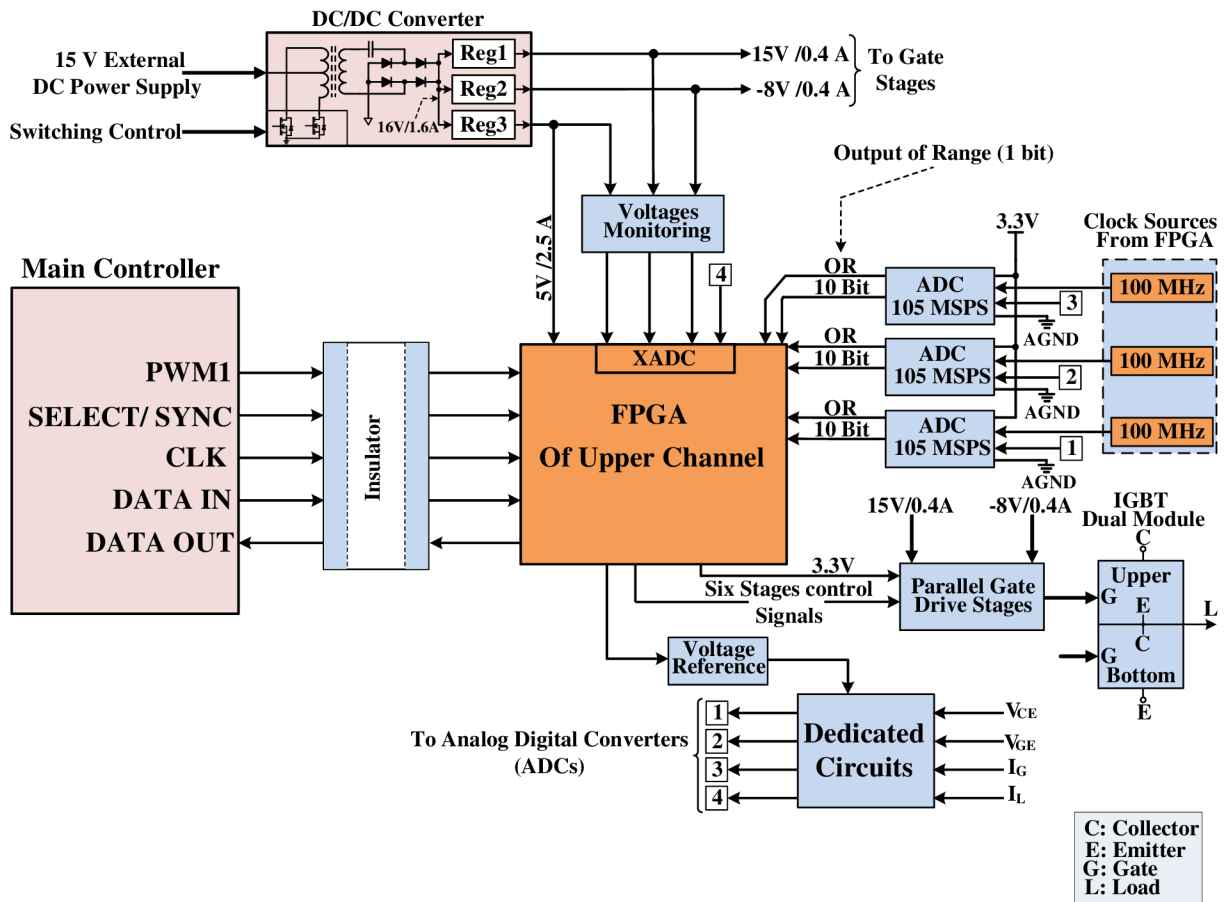 DC/DC Converter
15 V External
DC Power Supply
Switching Control
Reg1
Reg2
Reg3
16V/1.6A
15V /0.4 A
-8V /0.4 A
To Gate
Stages
Output of Range (1 bit)
5V /2.5 A
Voltages
Monitoring
4
3.3V
Clock Sources
From FPGA
Main Controller
PWM1
SELECT/ SYNC
CLK
DATA IN
DATA OUT
Insulator
XADC
FPGA
Of Upper Channel
OR
10 Bit
ADC
105 MSPS
3
AGND
100 MHz
OR
10 Bit
ADC
105 MSPS
2
AGND
100 MHz
OR
10 Bit
ADC
105 MSPS
1
AGND
100 MHz
15V/0.4A
-8V/0.4A
IGBT
Dual Module
C
3.3V
Six Stages control
Signals
Parallel Gate
Drive Stages
Upper
G
E
L
C
G
Bottom
E
Voltage
Reference
To Analog Digital Converters
(ADCs)
1
2
3
4
Dedicated
Circuits
VCE
VGE
IG
IL
C: Collector
E: Emitter
G: Gate
L: Load